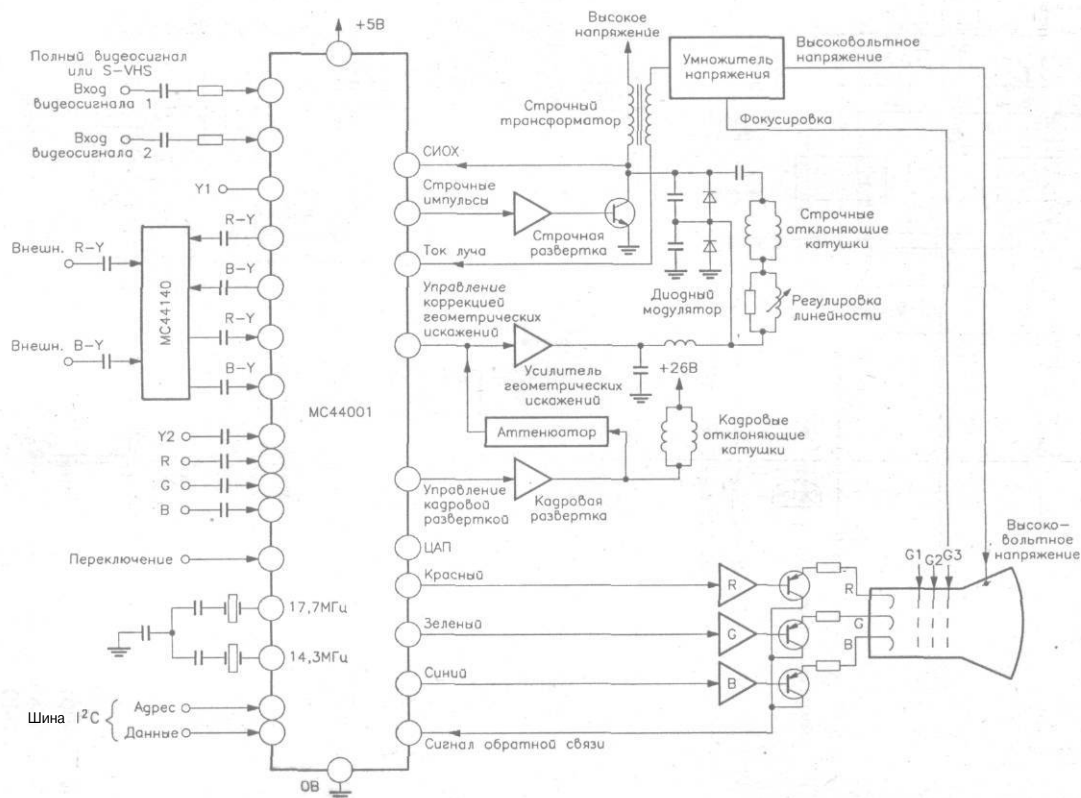 +5В
Полный видеосигнал
или S-VHS
Вход
видеосигнала 1
Вход
видеосигнала 2
Y1
R-Y
Внешн. R-Y
B-Y
R-Y
Внешн. B-Y
B-Y
MC44140
MC44001
Y2
R
G
B
Переключение
17,7МГц
14,3МГц
Шина I²C
Адрес
Данные
0В
Высокое
напряжение
Умножитель
напряжения
Высоковольтное
напряжение
Строчный
трансформатор
Фокусировка
СИОХ
Строчные
импульсы
Строчная
развертка
Строчные
отклоняющие
катушки
Ток луча
Диодный
модулятор
Регулировка
линейности
Управление
коррекцией
геометрических
искажений
Усилитель
геометрических
искажений
+26В
Аттенюатор
Кадровые
отклоняющие
катушки
Управление
кадровой
разверткой
Кадровая
развертка
ЦАП
Красный
R
Зеленый
G
Синий
B
Сигнал обратной связи
Высоко-
вольтное
напряжение
G1
G2
G3
R
G
B